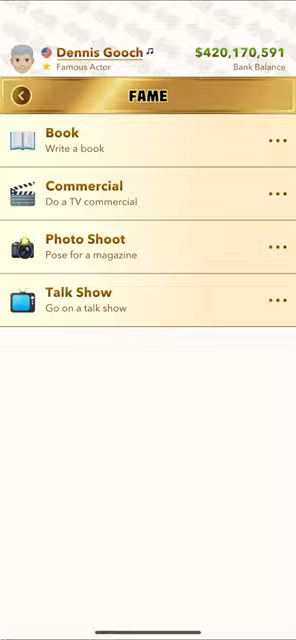 Dennis Gooch
$420,170,591
Famous Actor
Bank Balance
FAME
Book
Write a book
Commercial
Do a TV commercial
Photo Shoot
Pose for a magazine
Talk Show
Go on a talk show